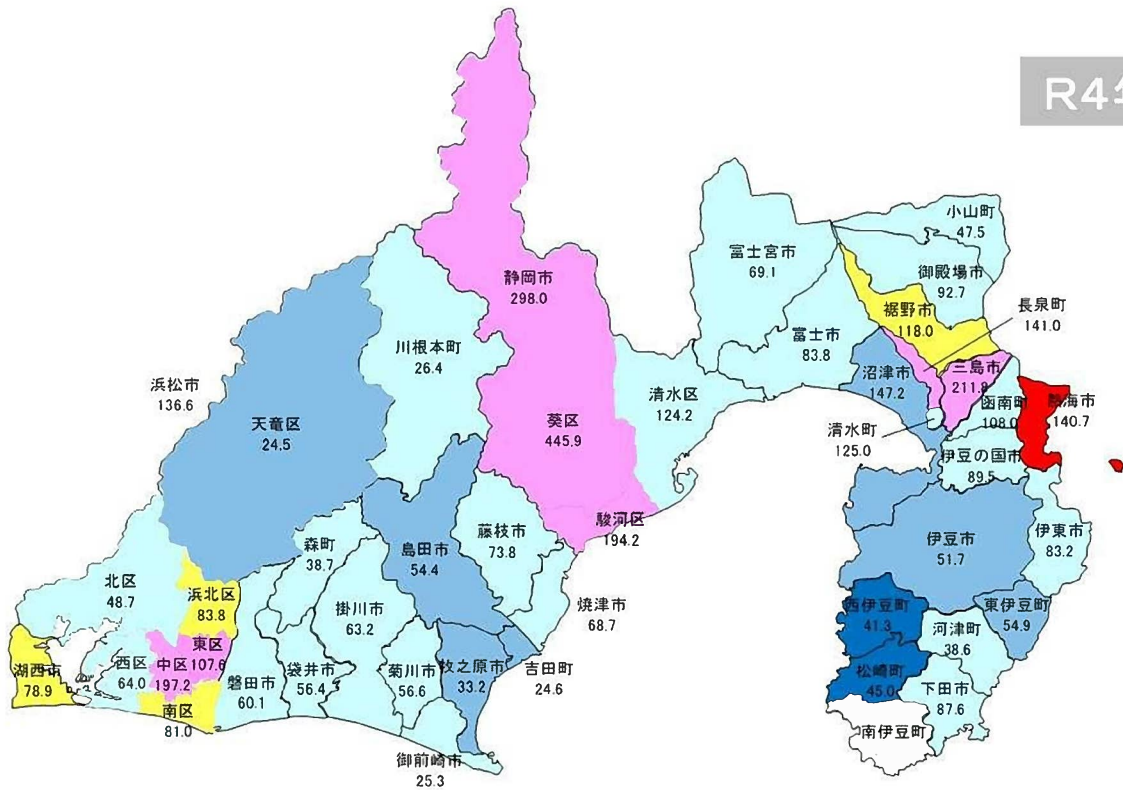 R4年
小山町
47.5
富士宮市
69.1
御殿場市
92.7
静岡市
298.0
裾野市
118.0
長泉町
141.0
富士市
83.8
川根本町
26.4
沼津市
147.2
三島市
211.8
浜松市
136.6
清水区
124.2
函南町
108.0
熱海市
140.7
天竜区
24.5
葵区
445.9
清水町
125.0
伊豆の国市
89.5
駿河区
194.2
藤枝市
73.8
伊豆市
51.7
伊東市
83.2
森町
38.7
島田市
54.4
北区
48.7
浜北区
83.8
掛川市
63.2
焼津市
68.7
西伊豆町
41.3
東伊豆町
54.9
河津町
38.6
東区
107.6
湖西市
78.9
西区
64.0
中区
197.2
磐田市
60.1
袋井市
56.4
菊川市
56.6
牧之原市
33.2
吉田町
24.6
松崎町
45.0
下田市
87.6
南区
81.0
南伊豆町
御前崎市
25.3